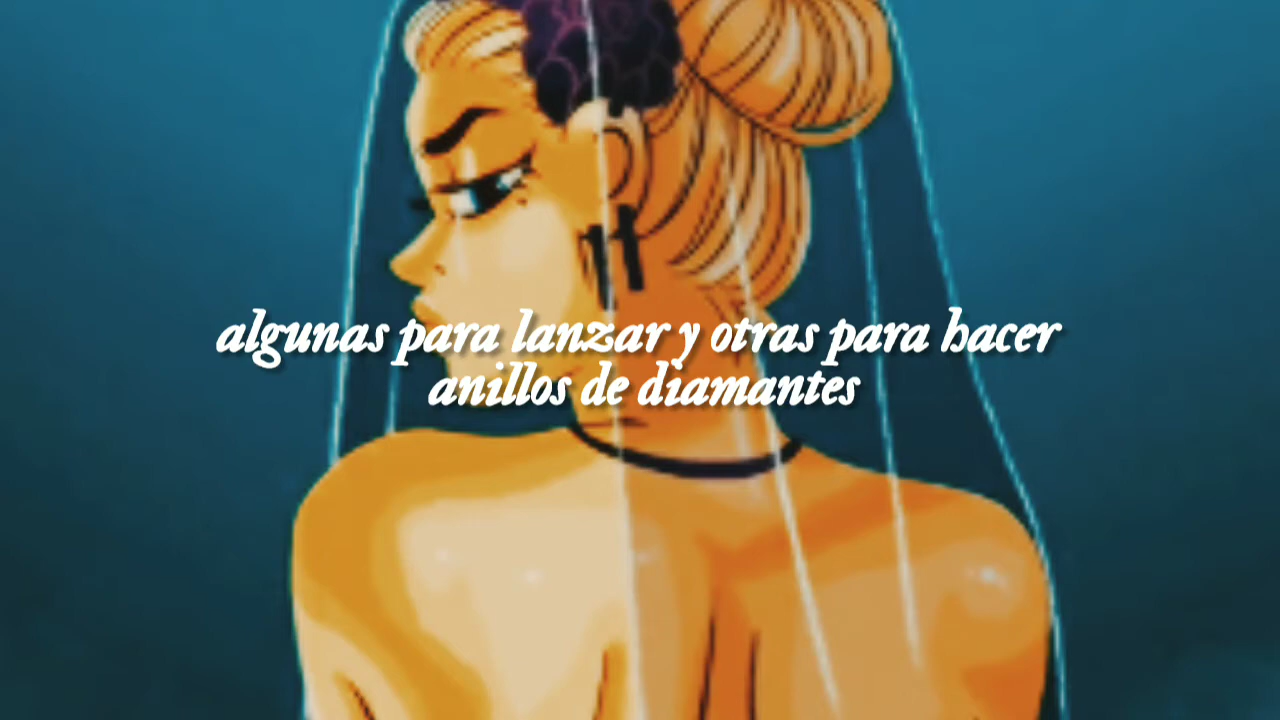 algunas para lanzar y otras para hacer
anillos de diamantes